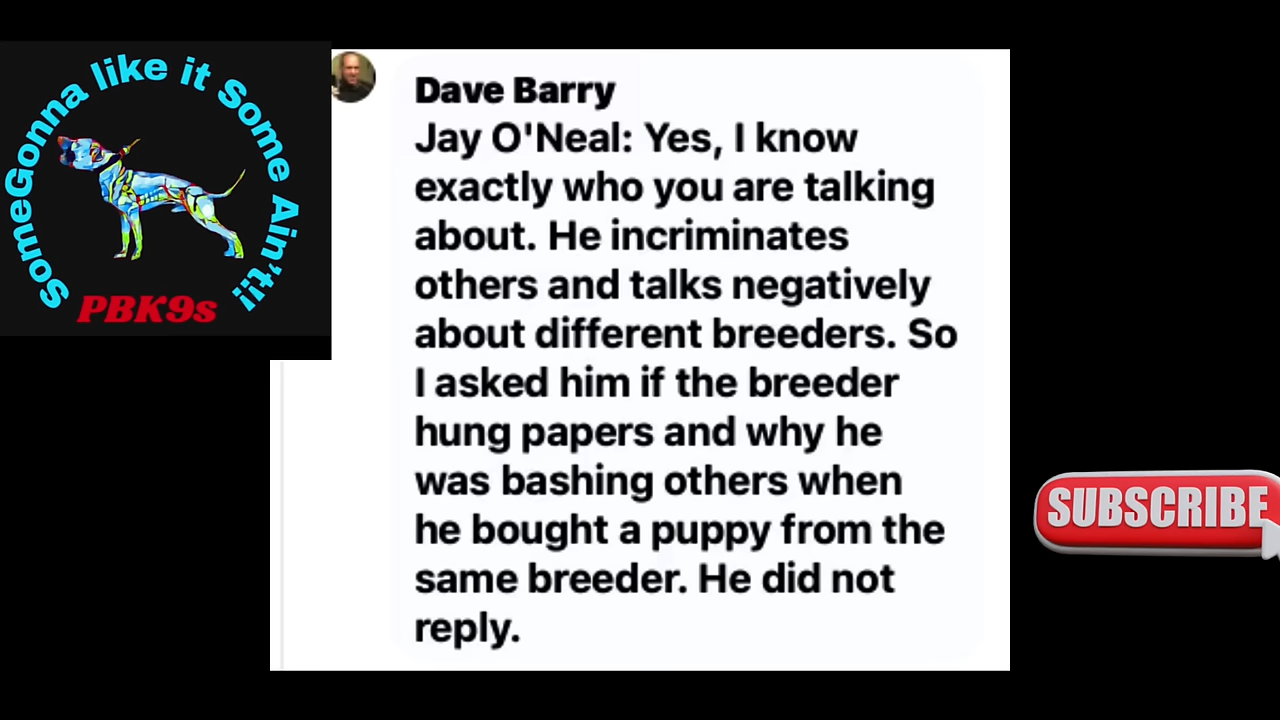 SomeGonna like it Some Ain't!!
PBK9s
Dave Barry
Jay O'Neal: Yes, I know
exactly who you are talking
about. He incriminates
others and talks negatively
about different breeders. So
I asked him if the breeder
hung papers and why he
was bashing others when
he bought a puppy from the
same breeder. He did not
reply.
SUBSCRIBE